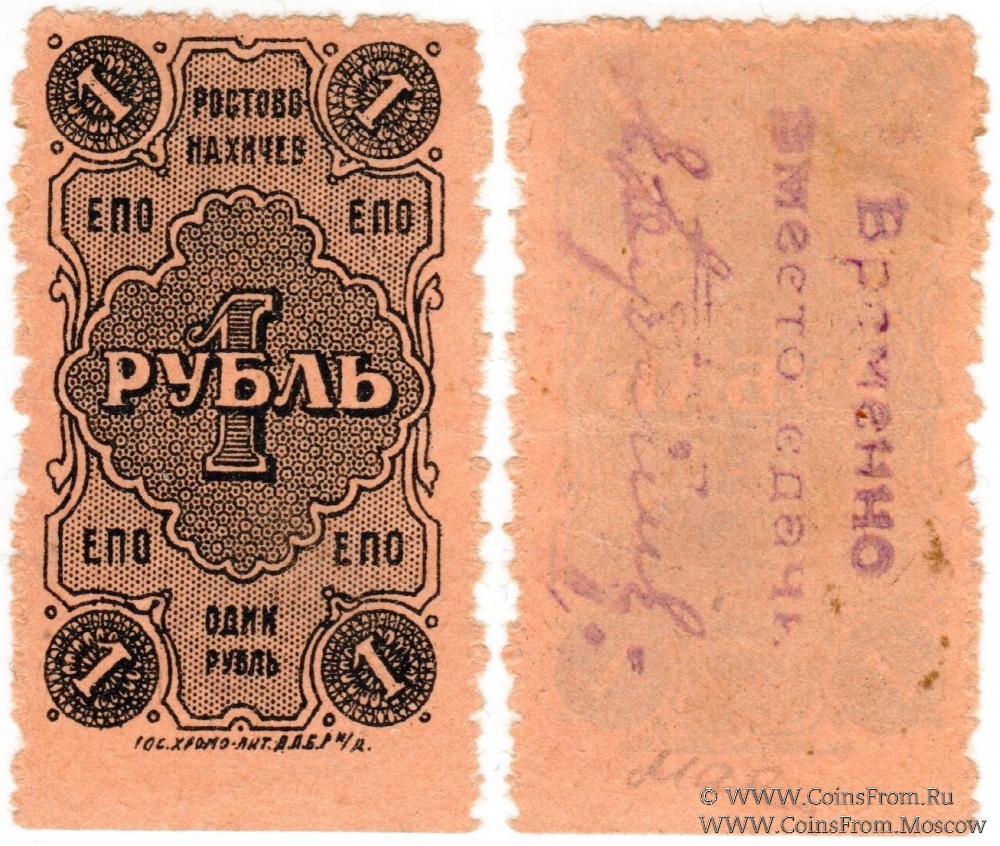 1 1
РОСТОВО-
НАХИЧЕВ
ЕПО ЕПО
1
РУБЛЬ
ЕПО ЕПО
ОДИН
РУБЛЬ
1 1
ГОС. ХРОМО-ЛИТ. Д.П.Б. Р н/Д.
Временно
вместо сдачи.
© WWW.CoinsFrom.Ru
WWW.CoinsFrom.Moscow